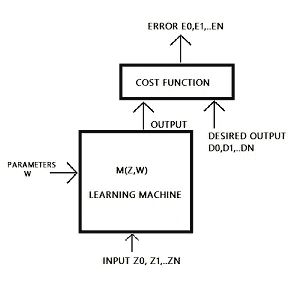 ERROR E0,E1,..EN
COST FUNCTION
OUTPUT
DESIRED OUTPUT
D0,D1,..DN
PARAMETERS
W
M(Z,W)
LEARNING MACHINE
INPUT Z0, Z1,..ZN